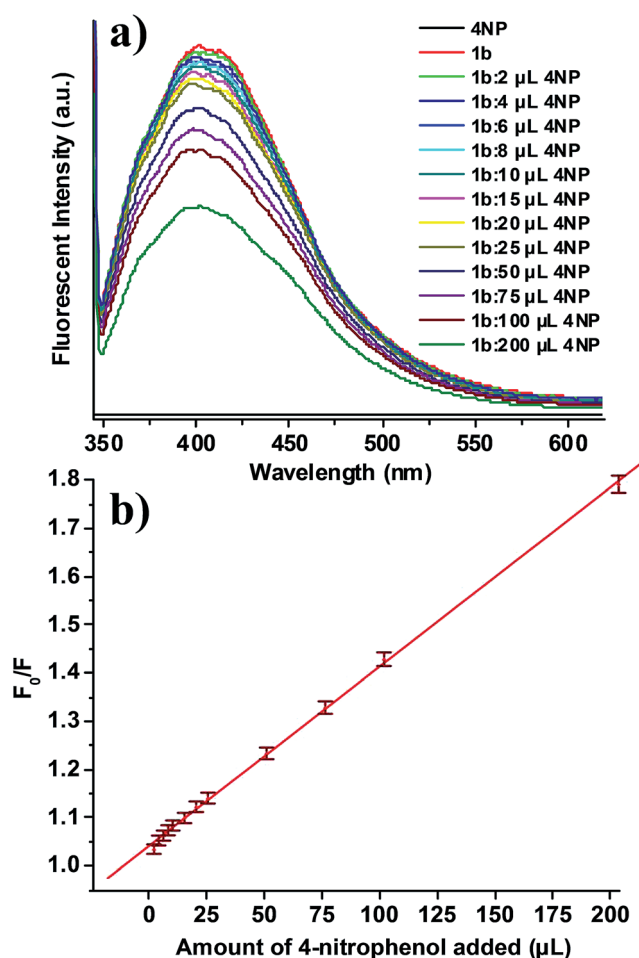 a)
4NP
1b
1b:2 µL 4NP
1b:4 µL 4NP
1b:6 µL 4NP
1b:8 µL 4NP
1b:10 µL 4NP
1b:15 µL 4NP
1b:20 µL 4NP
1b:25 µL 4NP
1b:50 µL 4NP
1b:75 µL 4NP
1b:100 µL 4NP
1b:200 µL 4NP
Fluorescent Intensity (a.u.)
350 400 450 500 550 600
Wavelength (nm)
b)
1.8
1.7
1.6
1.5
1.4
1.3
1.2
1.1
1.0
F₀/F
0 25 50 75 100 125 150 175 200
Amount of 4-nitrophenol added (µL)